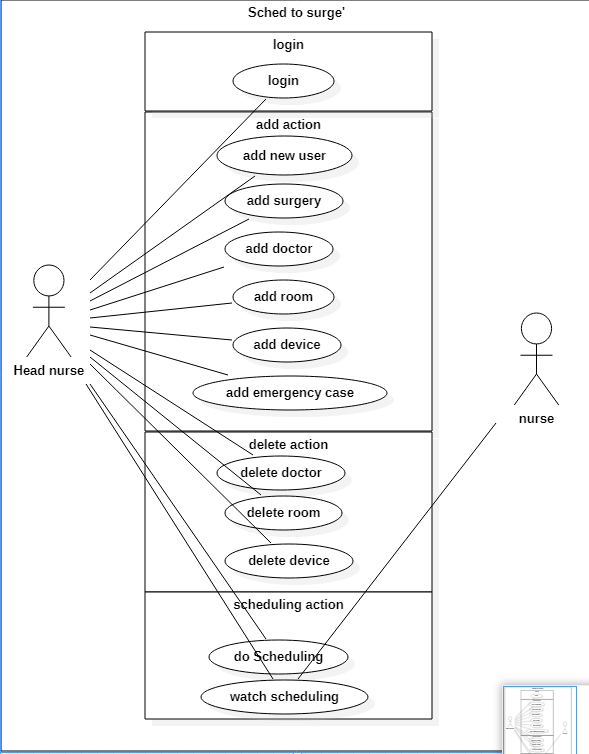 Sched to surge'
login
login
add action
add new user
add surgery
add doctor
add room
add device
add emergency case
Head nurse
nurse
delete action
delete doctor
delete room
delete device
scheduling action
do Scheduling
watch scheduling